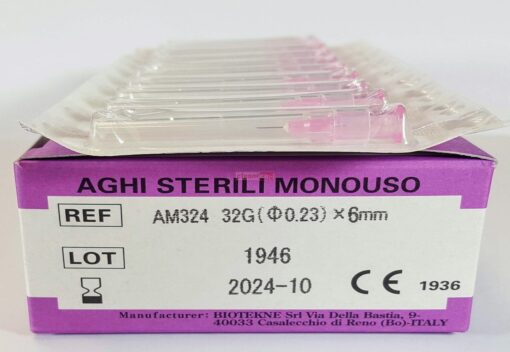 AGHI STERILI MONOUSO
REF AM324 32G(Φ0.23)×6mm
LOT 1946
2024-10 CE 1936
Manufacturer: BIOTEKNE Srl Via Della Bastia, 9-
40033 Casalecchio di Reno (Bo)-ITALY